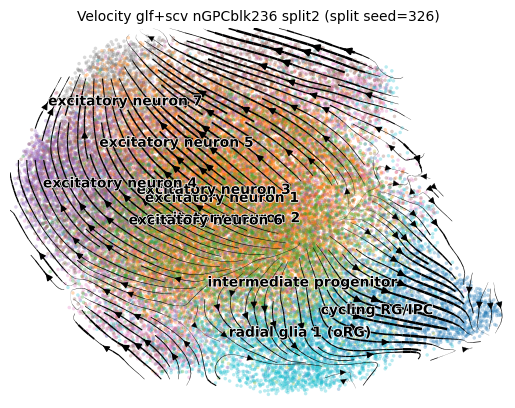 Velocity glf+scv nGPCblk236 split2 (split seed=326)
excitatory neuron 7
excitatory neuron 5
excitatory neuron 4
excitatory neuron 3
excitatory neuron 1
2
excitatory neuron 6
intermediate progenitor
cycling RG/IPC
radial glia 1 (oRG)